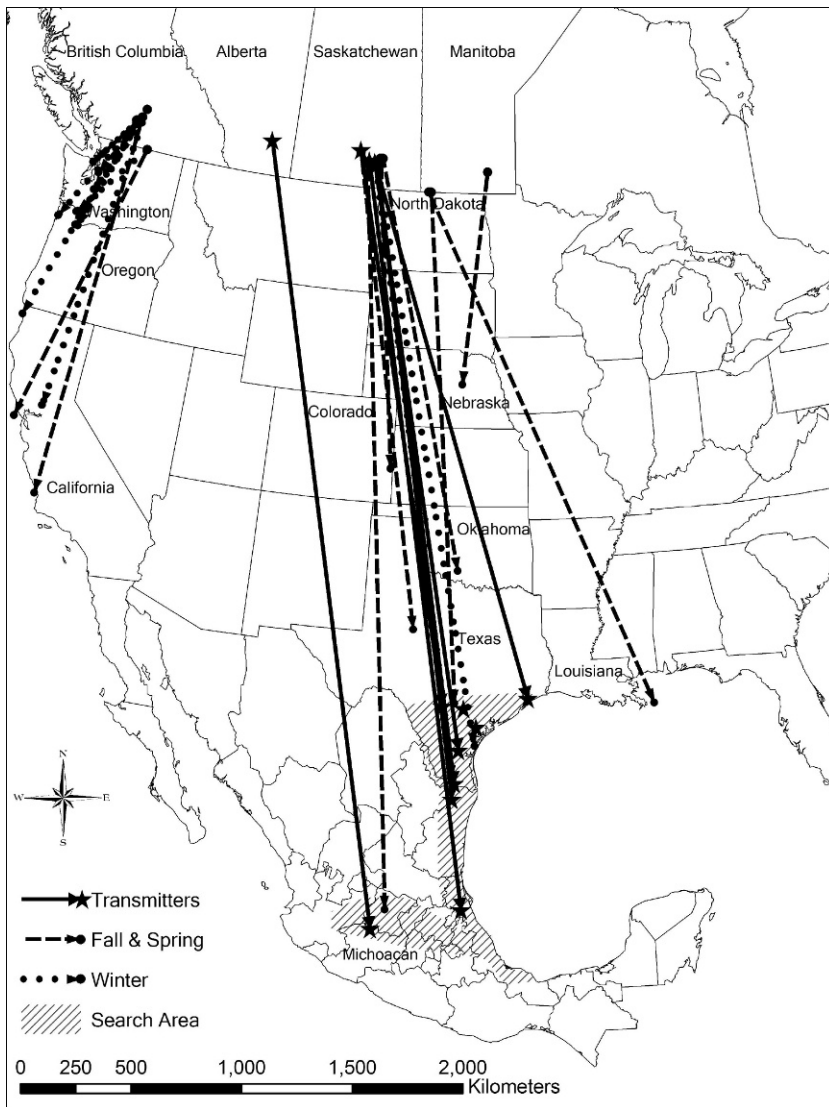 British Columbia Alberta Saskatchewan Manitoba
Washington
North Dakota
Oregon
Colorado
Nebraska
California
Oklahoma
Texas
Louisiana
N
W E
S
Transmitters
Fall & Spring
Winter
Michoacán
Search Area
0 250 500 1,000 1,500 2,000
Kilometers